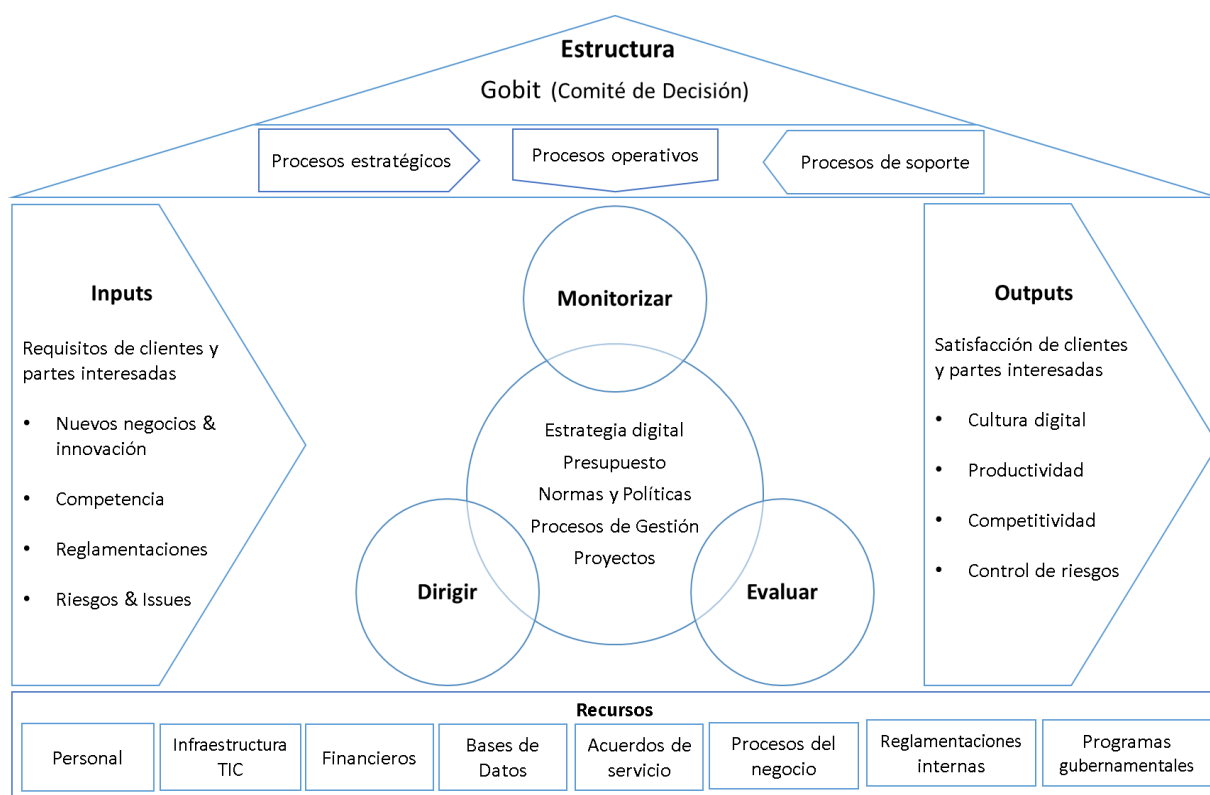 Estructura
Gobit (Comité de Decisión)
Procesos estratégicos
Procesos operativos
Procesos de soporte
Inputs
Requisitos de clientes y
partes interesadas
• Nuevos negocios &
innovación
• Competencia
• Reglamentaciones
• Riesgos & Issues
Monitorizar
Estrategia digital
Presupuesto
Normas y Políticas
Procesos de Gestión
Proyectos
Dirigir
Evaluar
Outputs
Satisfacción de clientes
y partes interesadas
• Cultura digital
• Productividad
• Competitividad
• Control de riesgos
Recursos
Personal
Infraestructura
TIC
Financieros
Bases de
Datos
Acuerdos de
servicio
Procesos del
negocio
Reglamentaciones
internas
Programas
gubernamentales